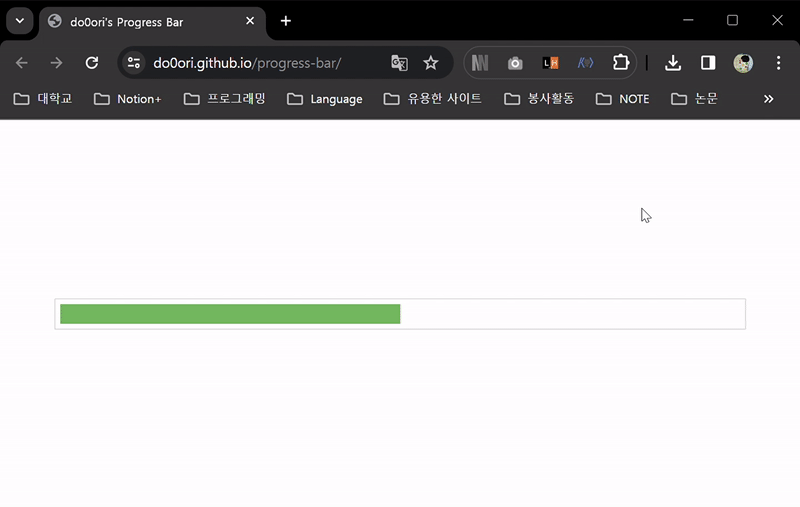 do0ori's Progress Bar
do0ori.github.io/progress-bar/
대학교 Notion+ 프로그래밍 Language 유용한 사이트 봉사활동 NOTE 논문